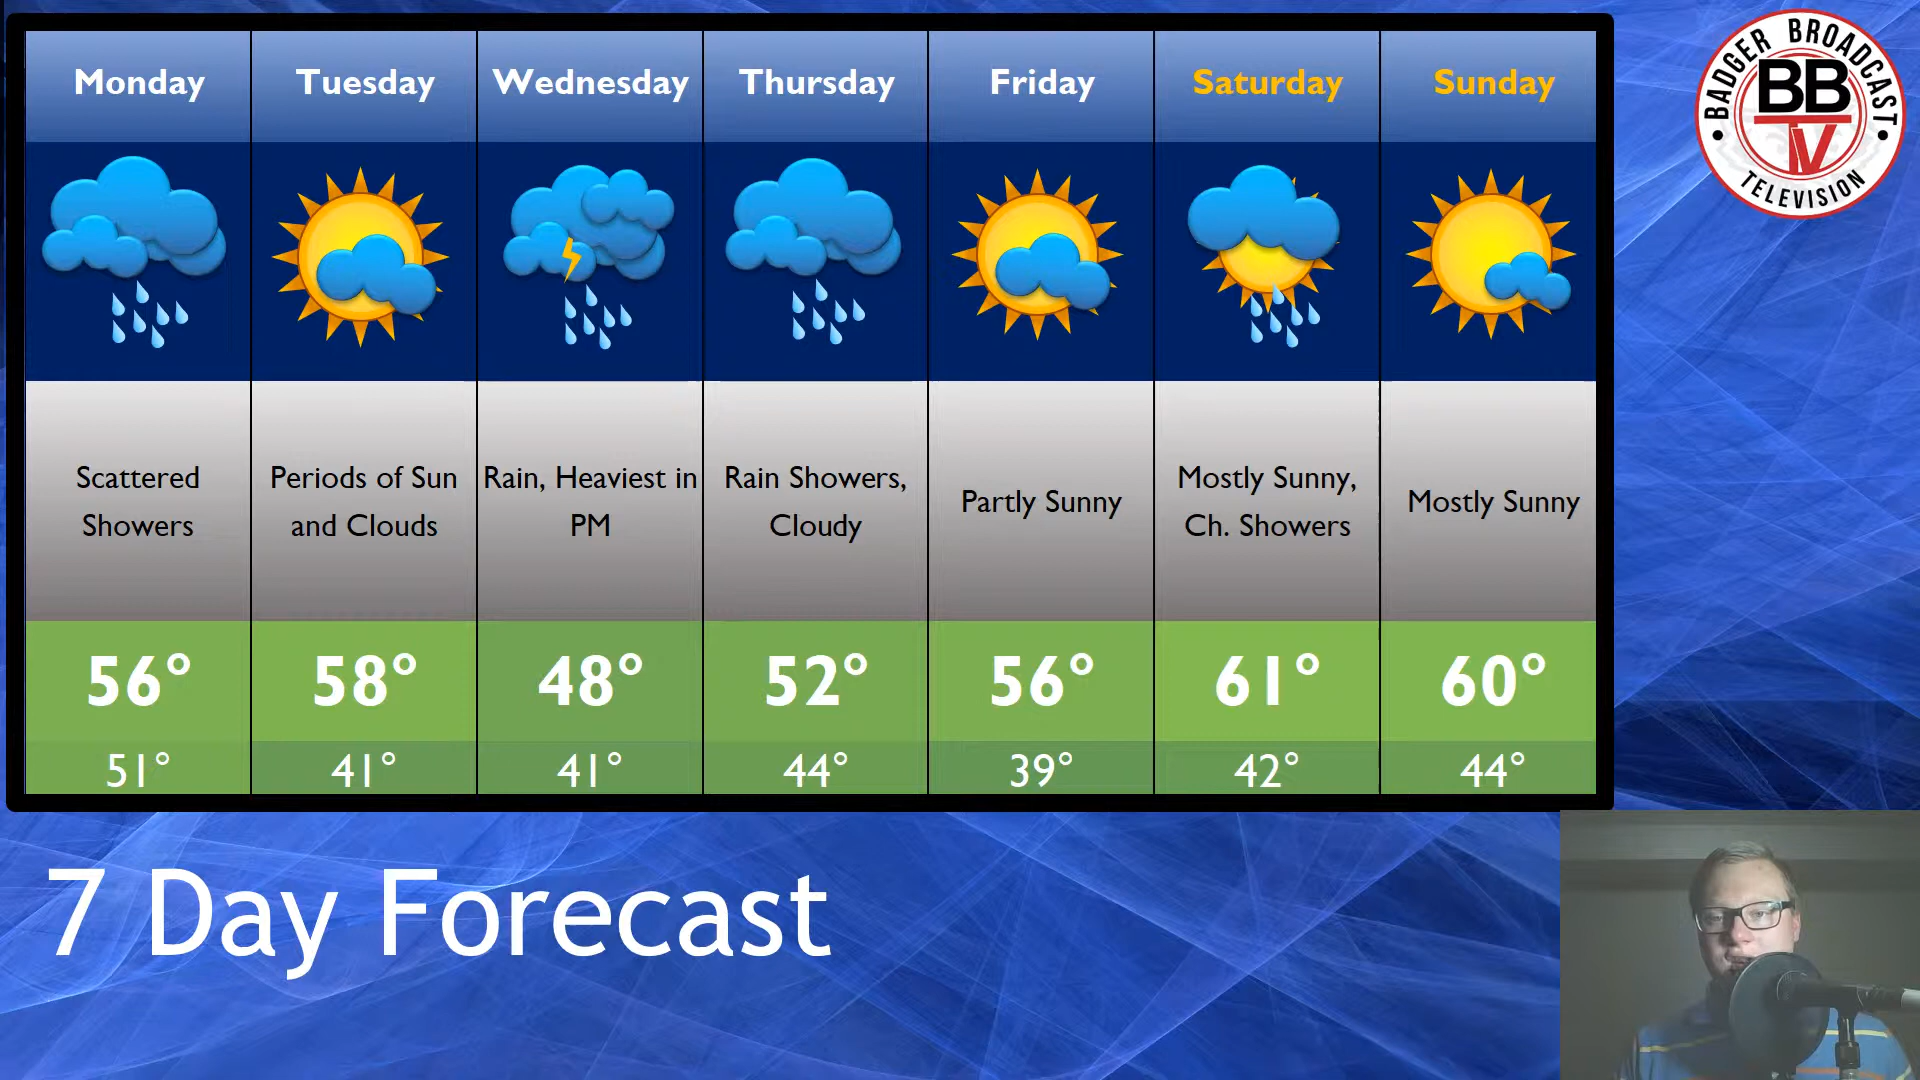 Monday Tuesday Wednesday Thursday Friday Saturday Sunday
Scattered
Showers
Periods of Sun
and Clouds
Rain, Heaviest in
PM
Rain Showers,
Cloudy
Partly Sunny
Mostly Sunny,
Ch. Showers
Mostly Sunny
56° 58° 48° 52° 56° 61° 60°
51° 41° 41° 44° 39° 42° 44°
7 Day Forecast
BADGER BROADCAST
BB
TV
TELEVISION